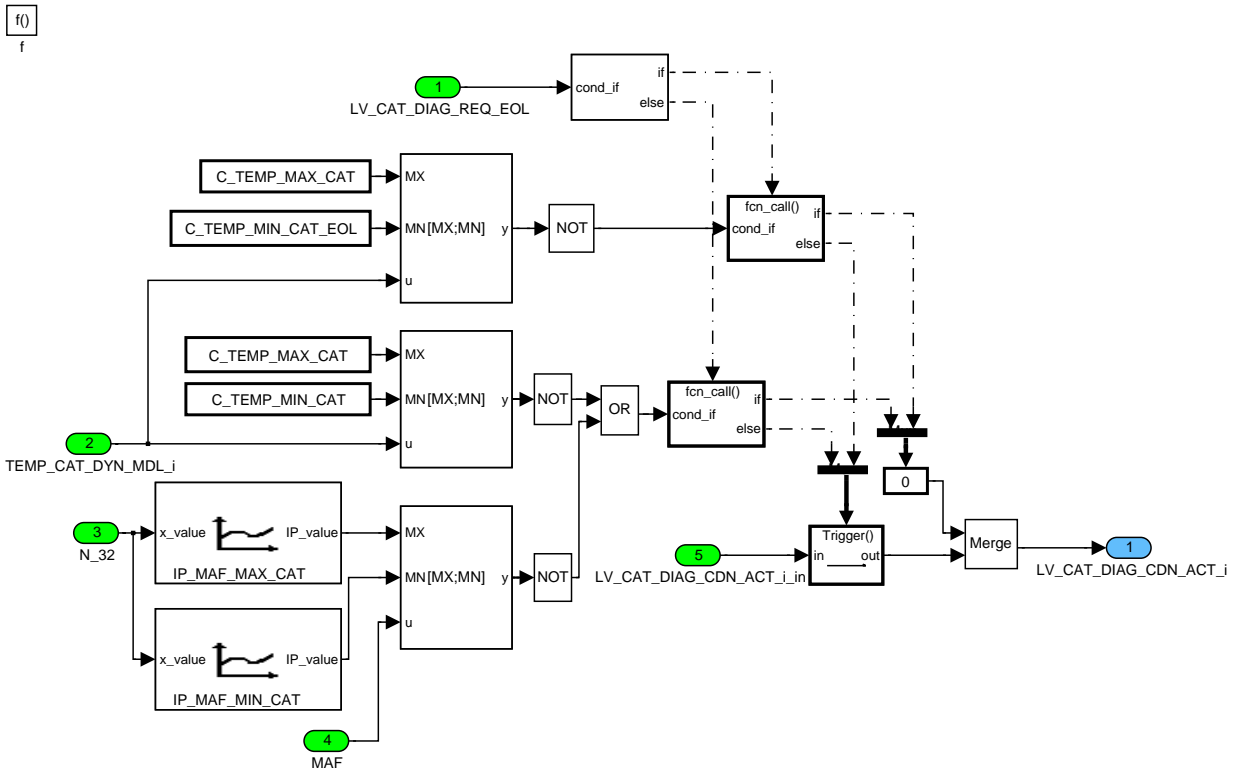 f()
f
1
LV_CAT_DIAG_REQ_EOL
cond_if
if
else
C_TEMP_MAX_CAT
C_TEMP_MIN_CAT_EOL
MX
MN[MX;MN] y
u
NOT
fcn_call()
cond_if
if
else
C_TEMP_MAX_CAT
C_TEMP_MIN_CAT
MX
MN[MX;MN] y
u
NOT
OR
fcn_call()
cond_if
if
else
2
TEMP_CAT_DYN_MDL_i
0
3
N_32
x_value IP_value
IP_MAF_MAX_CAT
MX
MN[MX;MN] y
u
NOT
5
LV_CAT_DIAG_CDN_ACT_i_in
Trigger()
in out
Merge
1
LV_CAT_DIAG_CDN_ACT_i
x_value IP_value
IP_MAF_MIN_CAT
4
MAF